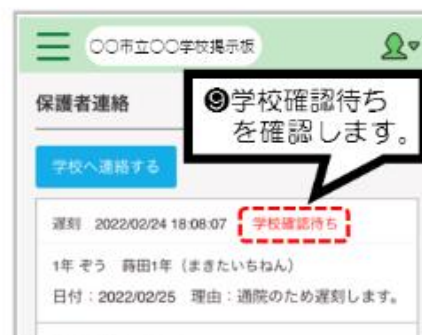 〇〇市立〇〇学校掲示板
保護者連絡
❾学校確認待ち
を確認します。
学校へ連絡する
遅刻 2022/02/24 18:08:07 学校確認待ち
1年 ぞう 蒔田1年（まきたいちねん）
日付：2022/02/25 理由：通院のため遅刻します。